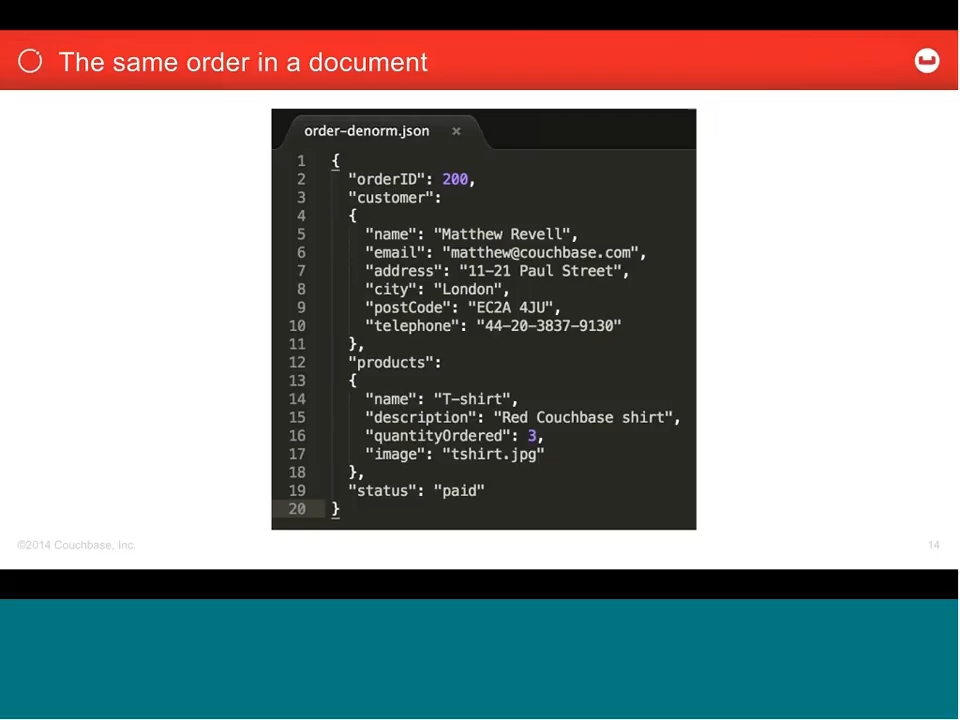 The same order in a document
order-denorm.json ×
1 {
2 "orderID": 200,
3 "customer":
4 {
5 "name": "Matthew Revell",
6 "email": "matthew@couchbase.com",
7 "address": "11-21 Paul Street",
8 "city": "London",
9 "postCode": "EC2A 4JU",
10 "telephone": "44-20-3837-9130"
11 },
12 "products":
13 {
14 "name": "T-shirt",
15 "description": "Red Couchbase shirt",
16 "quantityOrdered": 3,
17 "image": "tshirt.jpg"
18 },
19 "status": "paid"
20 }
©2014 Couchbase, Inc. 14